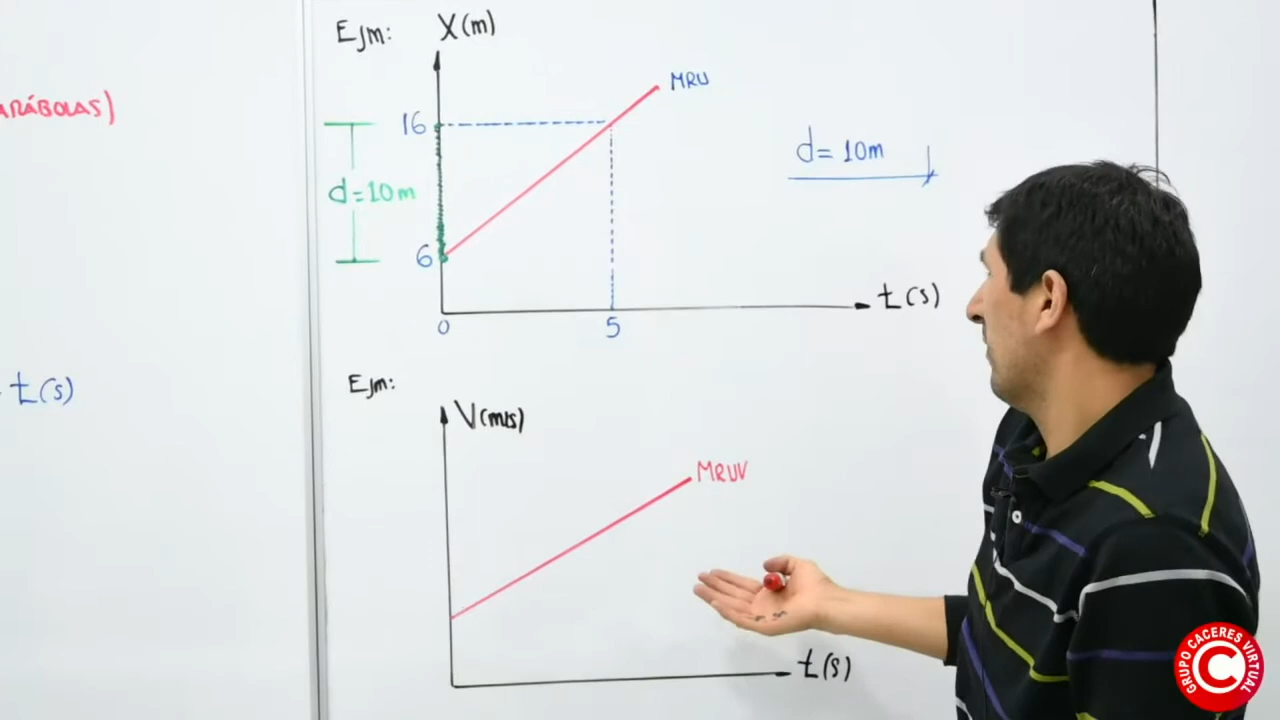 ARÁBOLAS)
t(s)
Ejm: X(m)
MRU
16
d=10m
6
0
5
t(s)
d= 10m
Ejm:
V(m/s)
MRUV
t(s)
GRUPO CACERES VIRTUAL
C